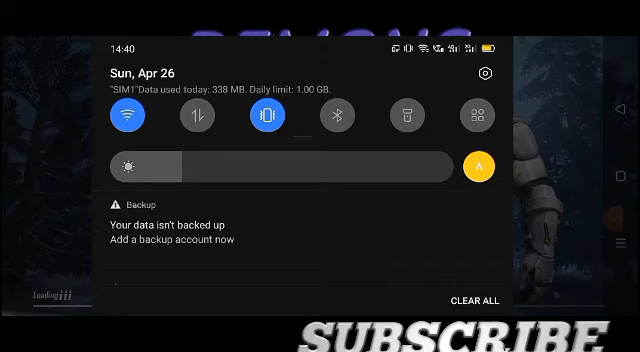 14:40
Sun, Apr 26
"SIM1"Data used today: 338 MB. Daily limit: 1.00 GB.
A
Backup
Your data isn't backed up
Add a backup account now
Loading
CLEAR ALL
SUBSCRIBE